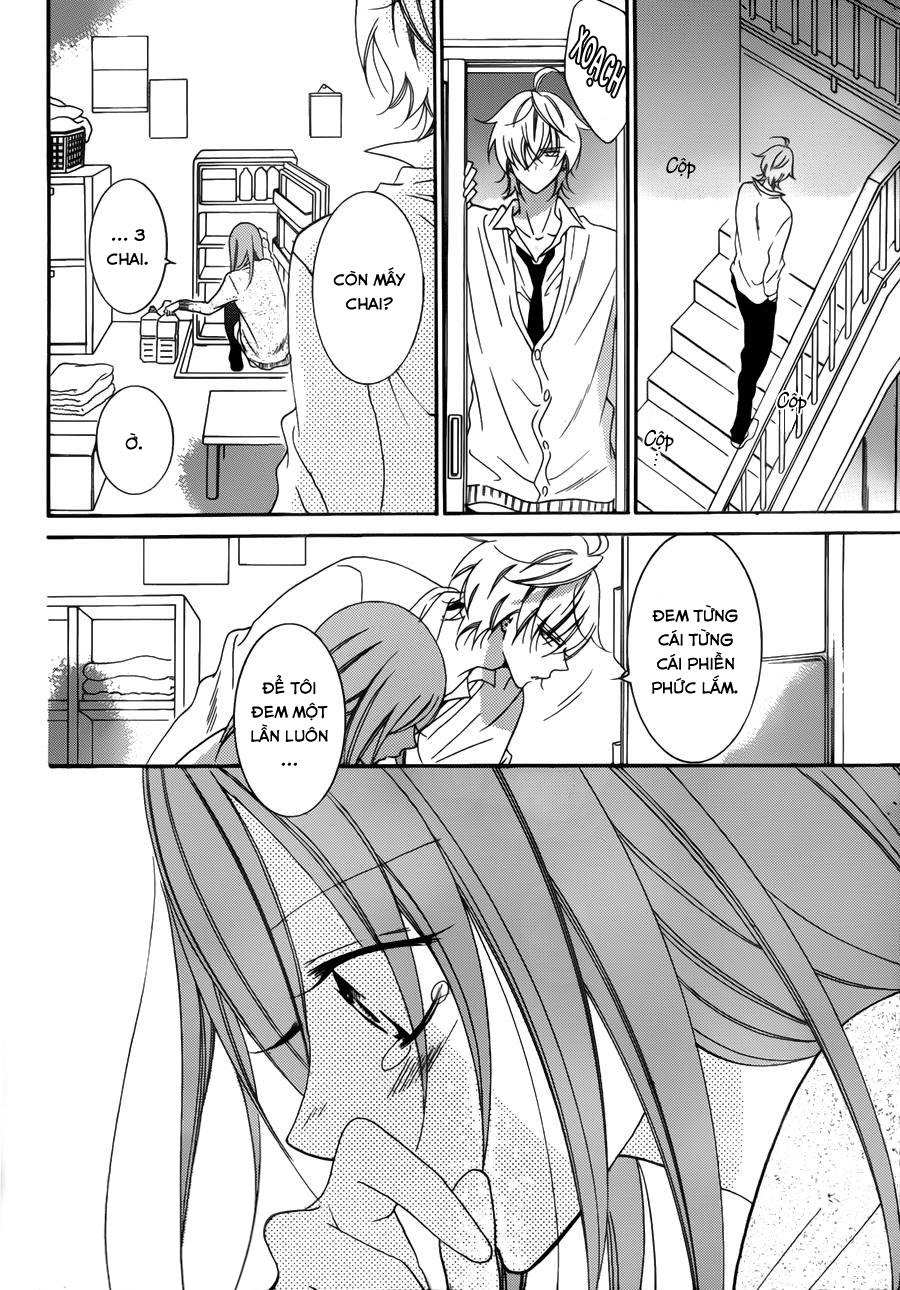 Cộp
Cộp
Cộp
...
XOẠCH
CÒN MẤY
CHAI?
... 3
CHAI.
Ờ.
ĐEM TỪNG
CÁI TỪNG
CÁI PHIỀN
PHỨC LẮM.
ĐỂ TÔI
ĐEM MỘT
LẦN LUÔN
...